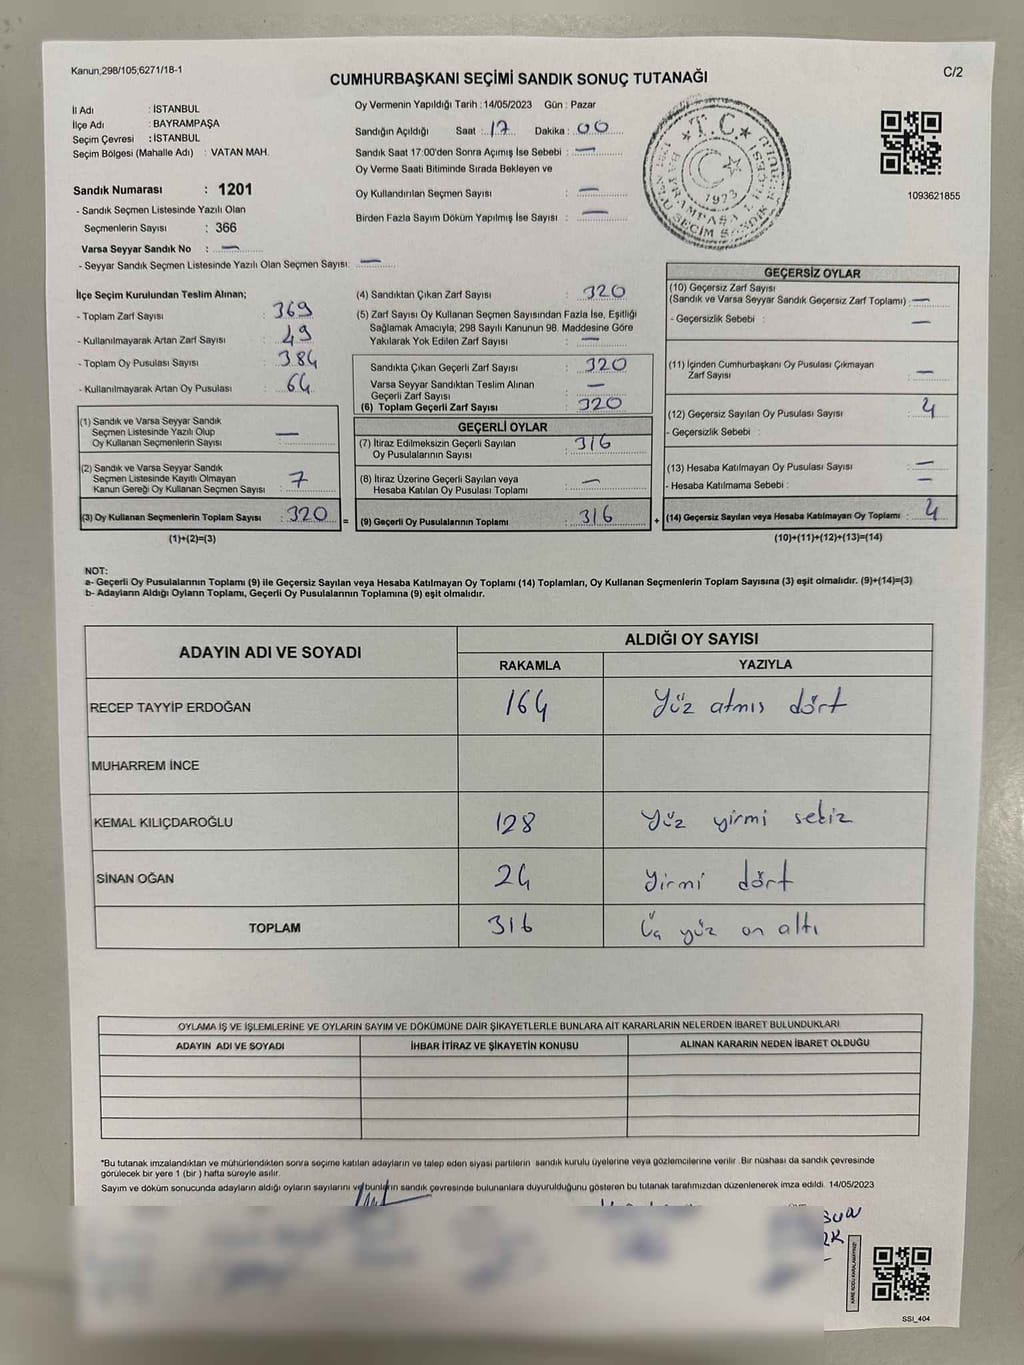 Kanun,298/105,6271/18-1
C/2
CUMHURBAŞKANI SEÇİMİ SANDIK SONUÇ TUTANAĞI
İl Adı : İSTANBUL
İlçe Adı : BAYRAMPAŞA
Seçim Çevresi : İSTANBUL
Seçim Bölgesi (Mahalle Adı) : VATAN MAH.
Sandık Numarası : 1201
- Sandık Seçmen Listesinde Yazılı Olan
Seçmenlerin Sayısı : 366
Varsa Seyyar Sandık No : —
- Seyyar Sandık Seçmen Listesinde Yazılı Olan Seçmen Sayısı: —
Oy Vermenin Yapıldığı Tarih :14/05/2023 Gün : Pazar
Sandığın Açıldığı Saat : 17 Dakika : 00
Sandık Saat 17:00'den Sonra Açımış İse Sebebi : —
Oy Verme Saati Bitiminde Sırada Bekleyen ve
Oy Kullandırılan Seçmen Sayısı : —
Birden Fazla Sayım Döküm Yapılmış İse Sayısı : —
T.C.
1923
1093621855
İlçe Seçim Kurulundan Teslim Alınan;
- Toplam Zarf Sayısı : 369
- Kullanılmayarak Artan Zarf Sayısı : 49
- Toplam Oy Pusulası Sayısı : 384
- Kullanılmayarak Artan Oy Pusulası : 64
(1) Sandık ve Varsa Seyyar Sandık
Seçmen Listesinde Yazılı Olup
Oy Kullanan Seçmenlerin Sayısı : —
(2) Sandık ve Varsa Seyyar Sandık
Seçmen Listesinde Kayıtlı Olmayan
Kanun Gereği Oy Kullanan Seçmen Sayısı : 7
(3) Oy Kullanan Seçmenlerin Toplam Sayısı : 320
(1)+(2)=(3)
(4) Sandıktan Çıkan Zarf Sayısı : 320
(5) Zarf Sayısı Oy Kullanan Seçmen Sayısından Fazla İse, Eşitliği
Sağlamak Amacıyla, 298 Sayılı Kanunun 98. Maddesine Göre
Yakılarak Yok Edilen Zarf Sayısı : —
Sandıkta Çıkan Geçerli Zarf Sayısı : 320
Varsa Seyyar Sandıktan Teslim Alınan
Geçerli Zarf Sayısı : —
(6) Toplam Geçerli Zarf Sayısı : 320
GEÇERLİ OYLAR
(7) İtiraz Edilmeksizin Geçerli Sayılan
Oy Pusulalarının Sayısı : 316
(8) İtiraz Üzerine Geçerli Sayılan veya
Hesaba Katılan Oy Pusulası Toplamı : —
= (9) Geçerli Oy Pusulalarının Toplamı : 316
GEÇERSİZ OYLAR
(10) Geçersiz Zarf Sayısı
(Sandık ve Varsa Seyyar Sandık Geçersiz Zarf Toplamı) : —
- Geçersizlik Sebebi : —
(11) İçinden Cumhurbaşkanı Oy Pusulası Çıkmayan
Zarf Sayısı : —
(12) Geçersiz Sayılan Oy Pusulası Sayısı : 4
- Geçersizlik Sebebi :
(13) Hesaba Katılmayan Oy Pusulası Sayısı : —
- Hesaba Katılmama Sebebi : —
+ (14) Geçersiz Sayılan veya Hesaba Katılmayan Oy Toplamı : 4
(10)+(11)+(12)+(13)=(14)
NOT:
a- Geçerli Oy Pusulalarının Toplamı (9) ile Geçersiz Sayılan veya Hesaba Katılmayan Oy Toplamı (14) Toplamları, Oy Kullanan Seçmenlerin Toplam Sayısına (3) eşit olmalıdır. (9)+(14)=(3)
b- Adayların Aldığı Oyların Toplamı, Geçerli Oy Pusulalarının Toplamına (9) eşit olmalıdır.
ADAYIN ADI VE SOYADI
ALDIĞI OY SAYISI
RAKAMLA YAZIYLA
RECEP TAYYİP ERDOĞAN 164 Yüz atmış dört
MUHARREM İNCE
KEMAL KILIÇDAROĞLU 128 Yüz yirmi sekiz
SİNAN OĞAN 24 Yirmi dört
TOPLAM 316 Üç yüz on altı
OYLAMA İŞ VE İŞLEMLERİNE VE OYLARIN SAYIM VE DÖKÜMÜNE DAİR ŞİKAYETLERLE BUNLARA AİT KARARLARIN NELERDEN İBARET BULUNDUKLARI
ADAYIN ADI VE SOYADI İHBAR İTİRAZ VE ŞİKAYETİN KONUSU ALINAN KARARIN NEDEN İBARET OLDUĞU
*Bu tutanak imzalandıktan ve mühürlendikten sonra seçime katılan adayların ve talep eden siyasi partilerin sandık kurulu üyelerine veya gözlemcilerine verilir. Bir nüshası da sandık çevresinde
görülecek bir yere 1 (bir ) hafta süreyle asılır.
Sayım ve döküm sonucunda adayların aldığı oyların sayılarını ve bunların sandık çevresinde bulunanlara duyurulduğunu gösteren bu tutanak tarafımızdan düzenlenerek imza edildi. 14/05/2023
SSI_404